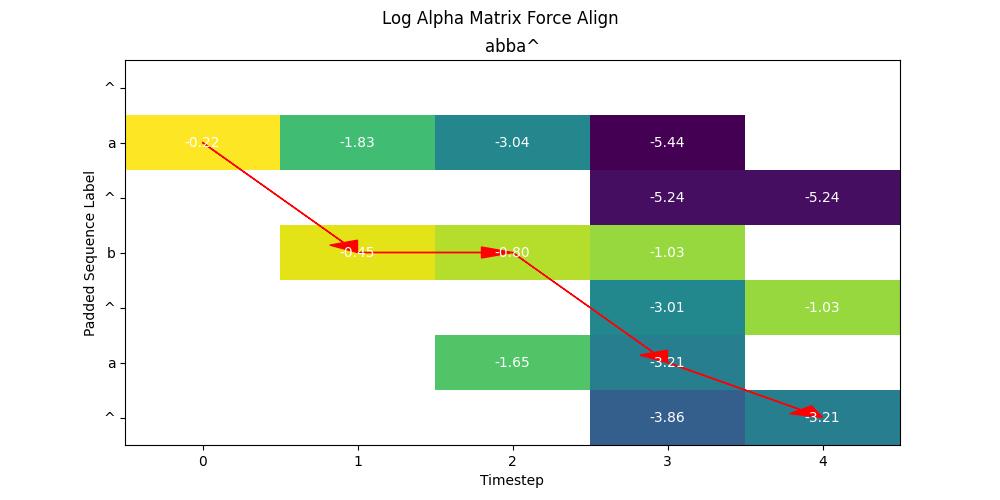 Log Alpha Matrix Force Align
abba^
^
a -0.22 -1.83 -3.04 -5.44
^ -5.24 -5.24
b -0.45 -0.80 -1.03
^ -3.01 -1.03
a -1.65 -3.21
^ -3.86 -3.21
Padded Sequence Label
0 1 2 3 4
Timestep